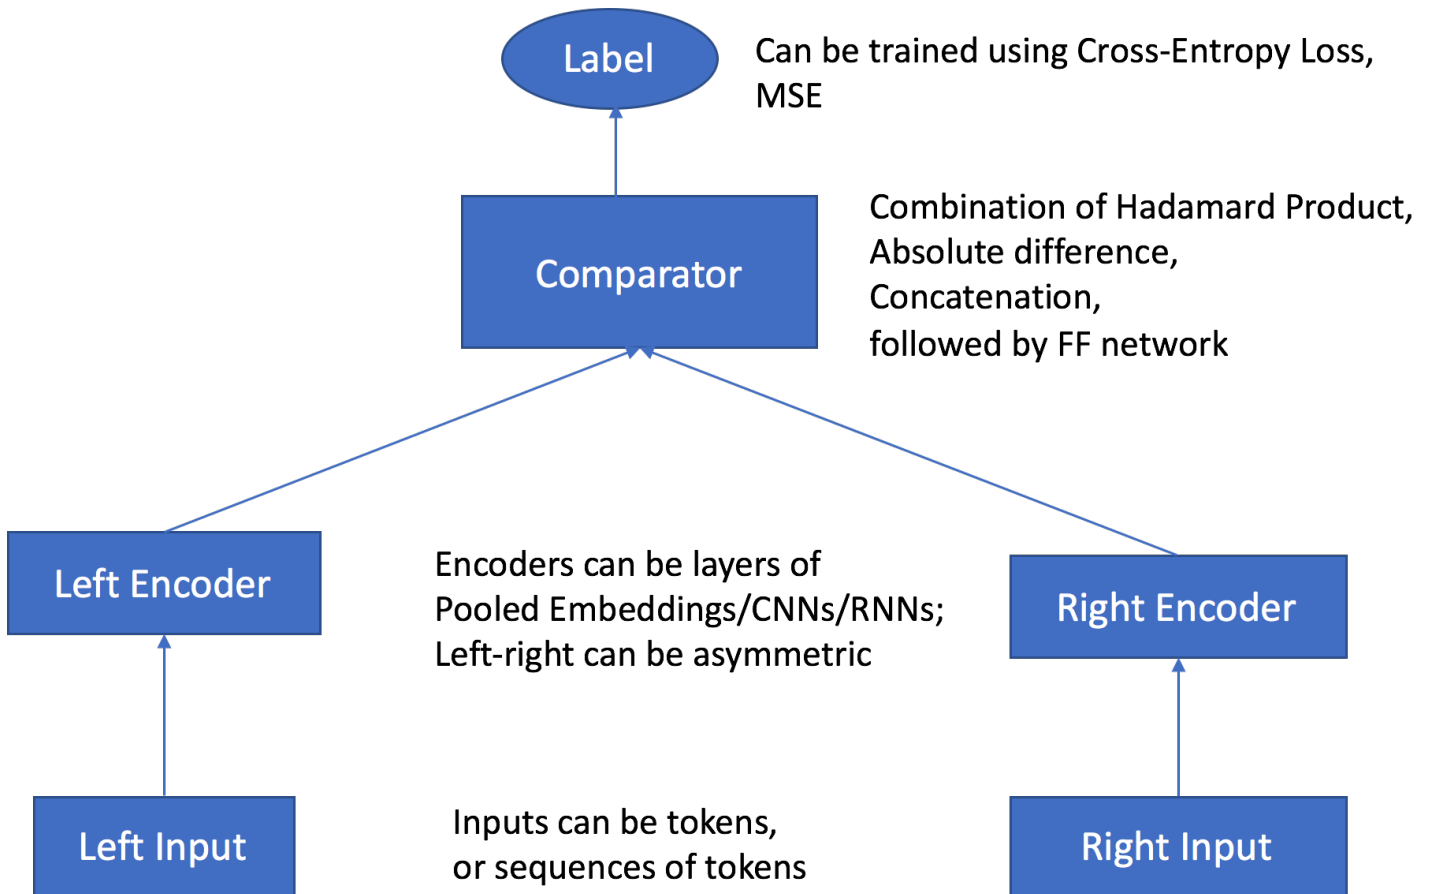 Label
Can be trained using Cross-Entropy Loss,
MSE
Comparator
Combination of Hadamard Product,
Absolute difference,
Concatenation,
followed by FF network
Left Encoder
Encoders can be layers of
Pooled Embeddings/CNNs/RNNs;
Left-right can be asymmetric
Right Encoder
Left Input
Inputs can be tokens,
or sequences of tokens
Right Input